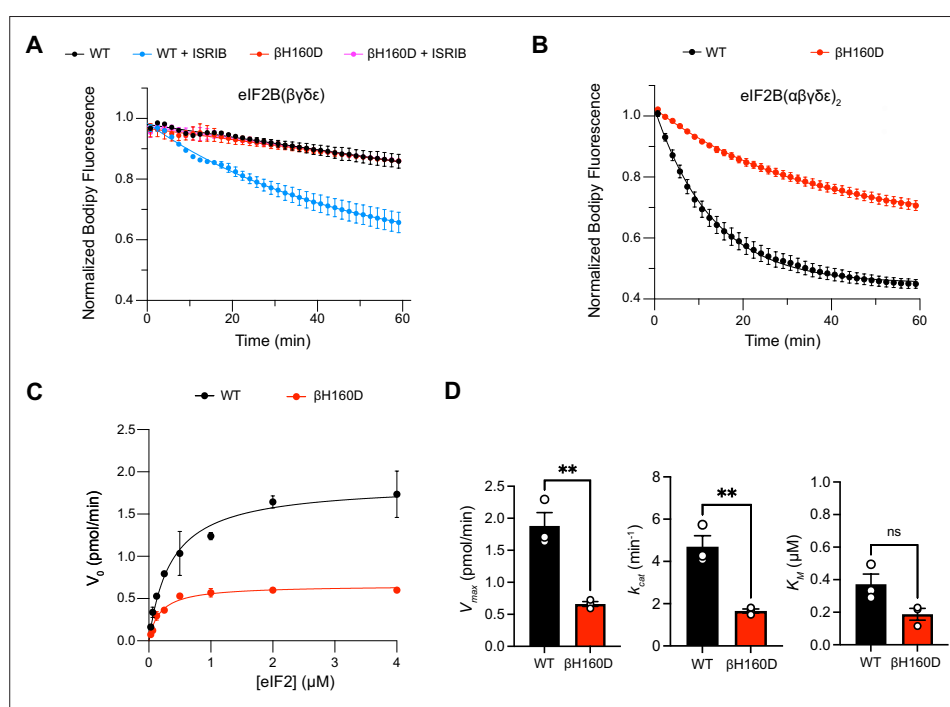 A
WT
WT + ISRIB
βH160D
βH160D + ISRIB
eIF2B(βγδε)
Normalized Bodipy Fluorescence
1.0
0.8
0.6
0.4
0
20
40
60
Time (min)
B
WT
βH160D
eIF2B(αβγδε)₂
Normalized Bodipy Fluorescence
1.0
0.8
0.6
0.4
0
20
40
60
Time (min)
C
WT
βH160D
V₀ (pmol/min)
2.5
2.0
1.5
1.0
0.5
0.0
0
1
2
3
4
[eIF2] (µM)
D
**
Vmax (pmol/min)
2.5
2.0
1.5
1.0
0.5
0.0
WT
βH160D
**
kcat (min⁻¹)
8
6
4
2
0
WT
βH160D
ns
KM (µM)
1.0
0.8
0.6
0.4
0.2
0.0
WT
βH160D